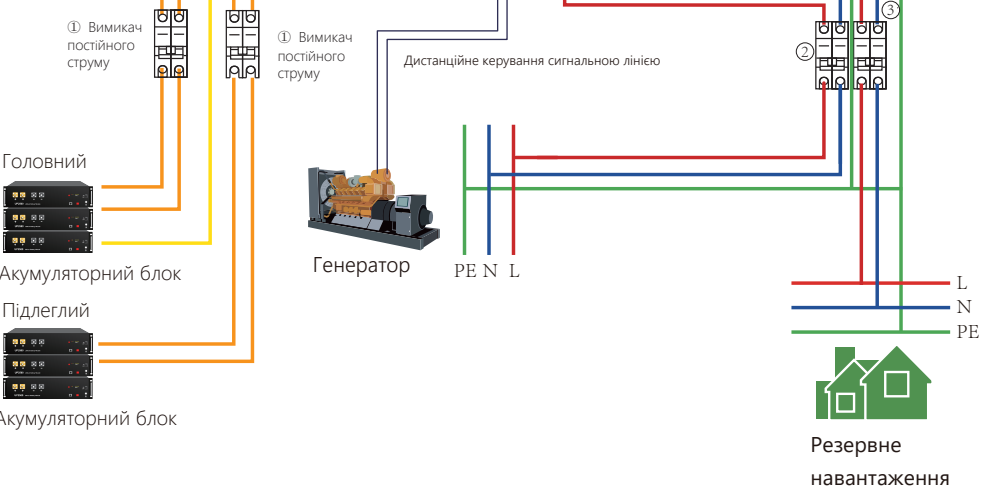 ① Вимикач
постійного
струму
① Вимикач
постійного
струму
Дистанційне керування сигнальною лінією
②
③
Головний
Акумуляторний блок
Підлеглий
Акумуляторний блок
Генератор
PE N L
L
N
PE
Резервне
навантаження